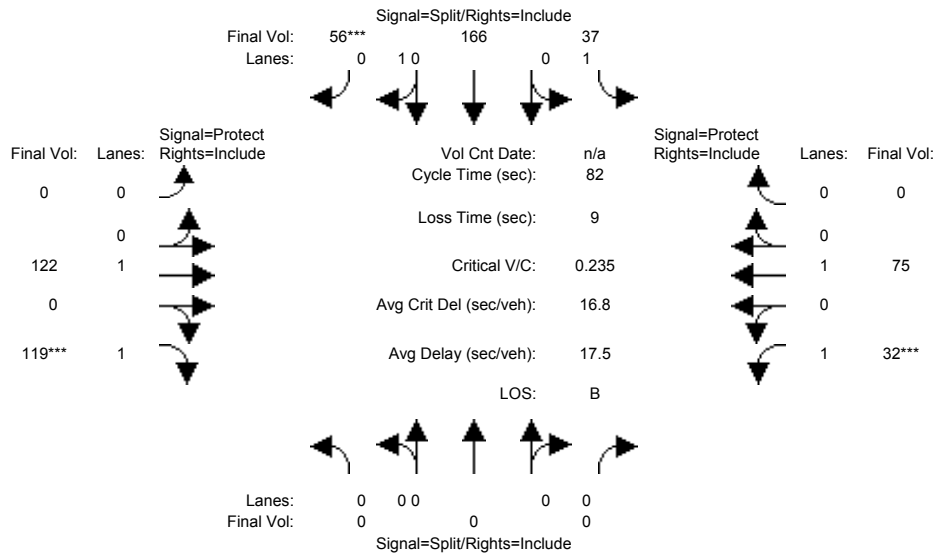 Signal=Split/Rights=Include
Final Vol: 56*** 166 37
Lanes: 0 1 0 0 1
Signal=Protect Signal=Protect
Final Vol: Lanes: Rights=Include Vol Cnt Date: n/a Rights=Include Lanes: Final Vol:
Cycle Time (sec): 82
0 0 0 0
Loss Time (sec): 9
0 0
122 1 Critical V/C: 0.235 1 75
0 Avg Crit Del (sec/veh): 16.8 0
119*** 1 Avg Delay (sec/veh): 17.5 1 32***
LOS: B
Lanes: 0 0 0 0 0
Final Vol: 0 0 0
Signal=Split/Rights=Include